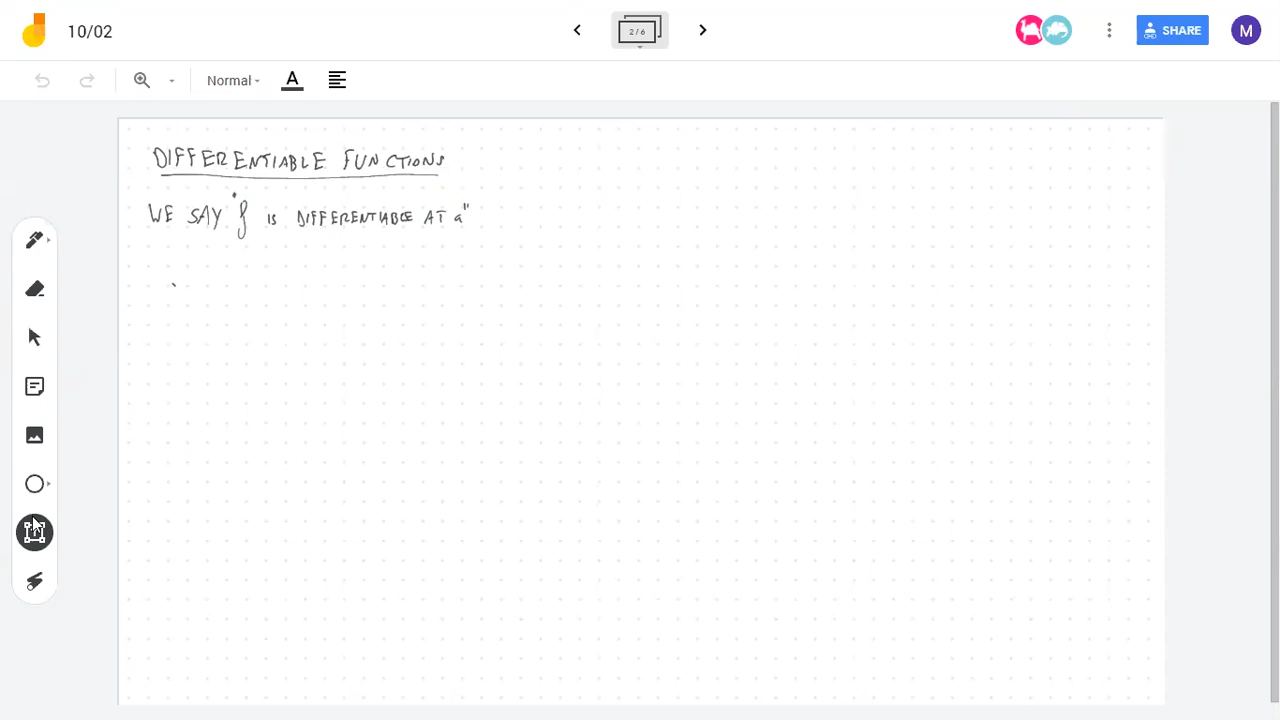 10/02
2 / 6
SHARE
M
Normal
A
DIFFERENTIABLE FUNCTIONS
WE SAY "f IS DIFFERENTIABLE AT a"